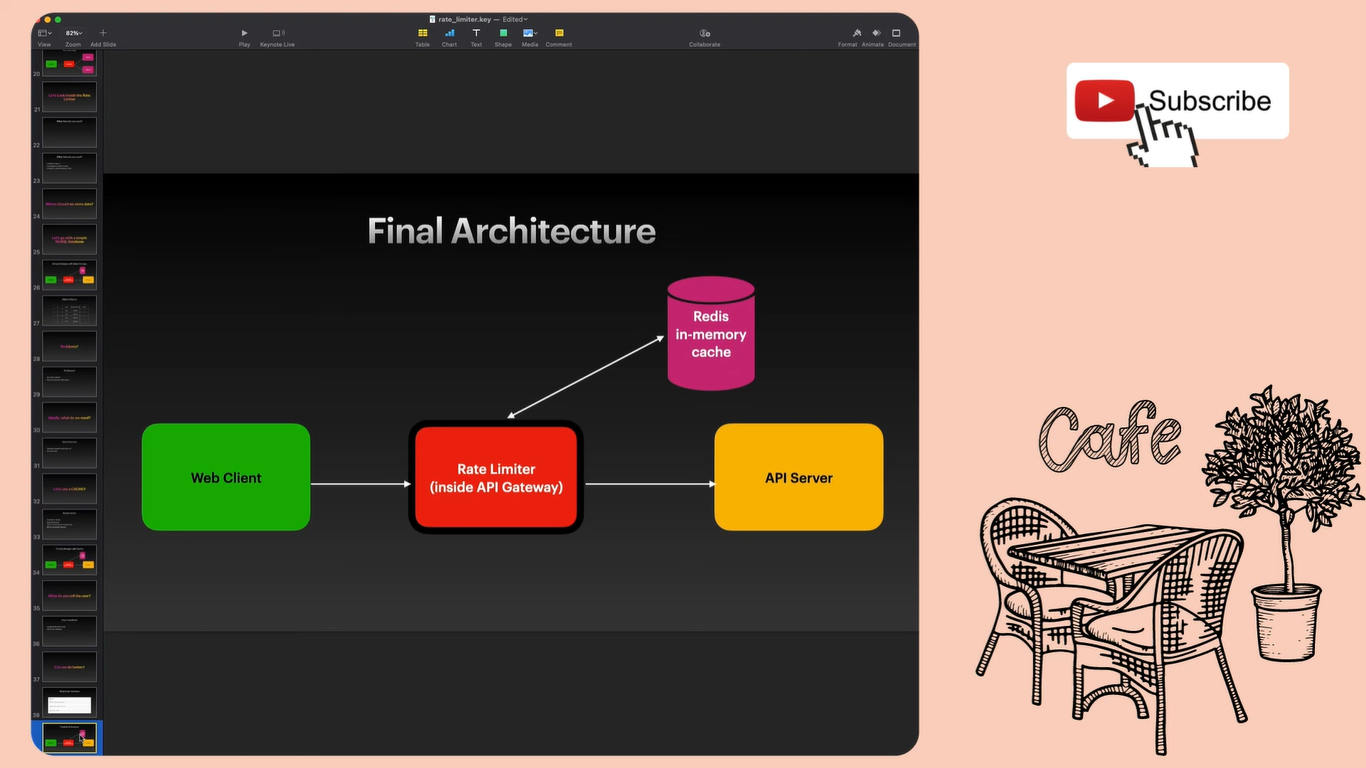 rate_limiter.key — Edited
82%
View
Zoom
Add Slide
Play
Keynote Live
Table
Chart
Text
Shape
Media
Comment
Collaborate
Format
Animate
Document
Subscribe
20
21
22
23
24
25
26
27
28
29
30
31
32
33
34
35
36
37
38
Final Architecture
Redis
in-memory
cache
Web Client
Rate Limiter
(inside API Gateway)
API Server
Cafe